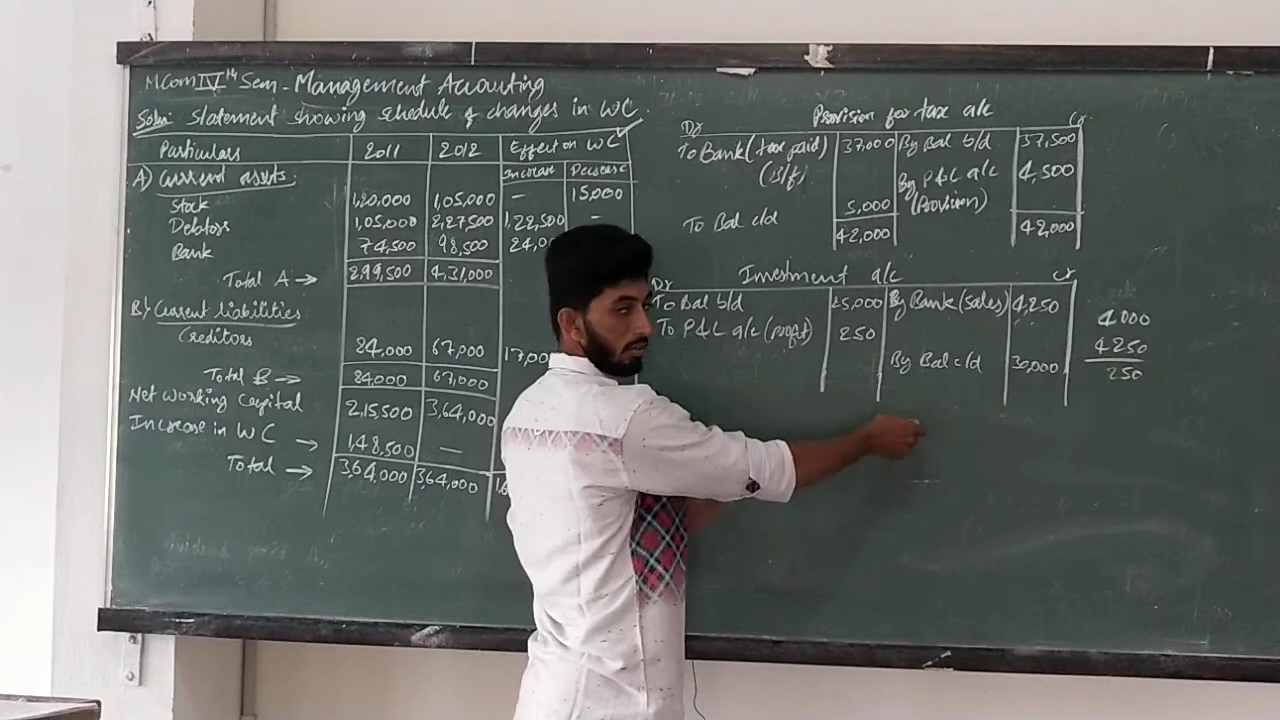 MCom IVth Sem - Management Accouting
Soln: Statement showing schedule of changes in WC.
Particulars 2011 2012 Effect on WC
Increase Decrease
A) Current assets:
Stock 1,20,000 1,05,000 — 15,000
Debtors 1,05,000 2,27,500 1,22,500 -
Bank 74,500 98,500 24,0
Total A → 2,99,500 4,31,000
B) Current liabilities
Creditors 84,000 67,000 17,00
Total B → 84,000 67,000
Net working capital 2,15,500 3,64,000
Increase in WC → 1,48,500 —
Total → 3,64,000 3,64,000
Provision for tax a/c
Dr Cr
To Bank (tax paid) 37,000 By Bal b/d 37,500
(B/f) By P&L a/c 4,500
(Provision)
To Bal c/d 5,000
42,000 42,000
Investment a/c
Dr Cr
To Bal b/d 25,000 By Bank (sales) 4,250
To P&L a/c (profit) 250
By Bal c/d 30,000
4000
4250
250